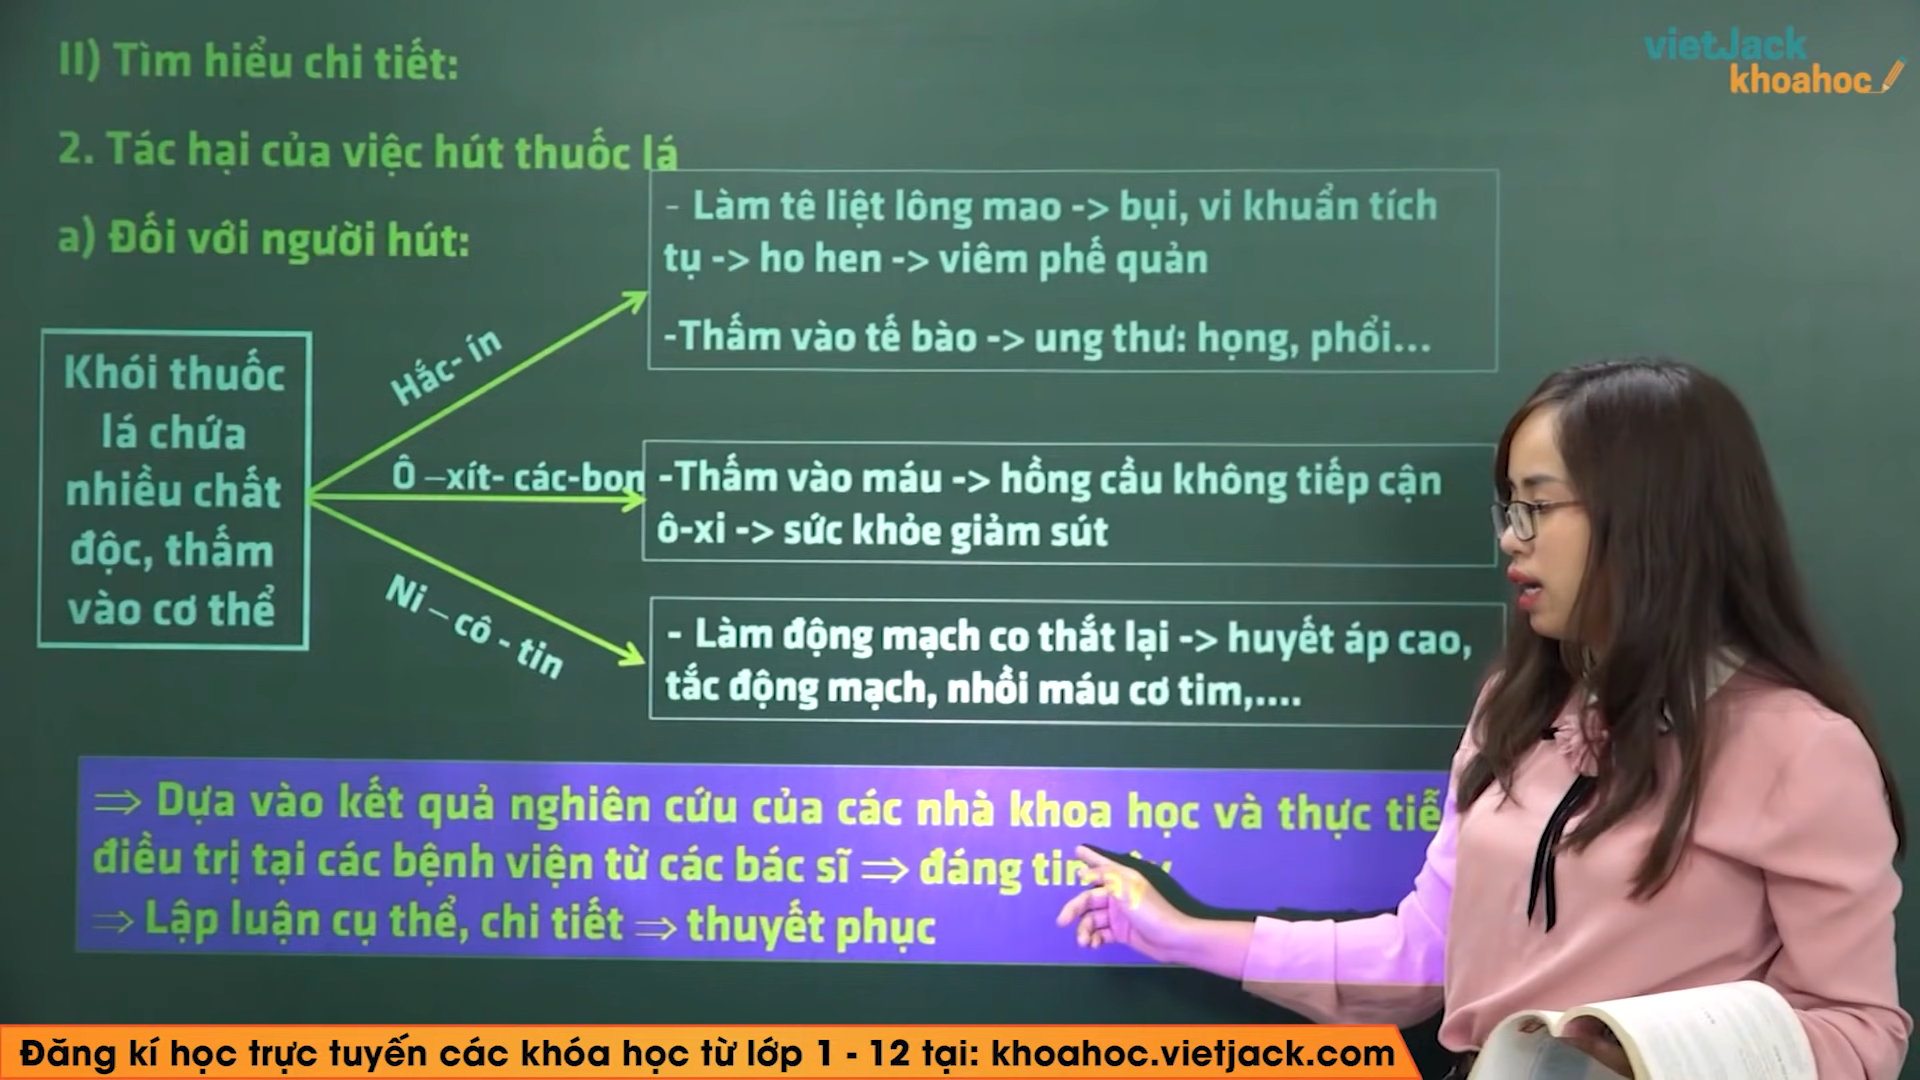 vietJack
khoahoc
II) Tìm hiểu chi tiết:
2. Tác hại của việc hút thuốc lá
a) Đối với người hút:
Khói thuốc
lá chứa
nhiều chất
độc, thấm
vào cơ thể
Hắc- ín
- Làm tê liệt lông mao -> bụi, vi khuẩn tích
tụ -> ho hen -> viêm phế quản
-Thấm vào tế bào -> ung thư: họng, phổi...
Ô –xít- các-bon
-Thấm vào máu -> hồng cầu không tiếp cận
ô-xi -> sức khỏe giảm sút
Ni – cô - tin
- Làm động mạch co thắt lại -> huyết áp cao,
tắc động mạch, nhồi máu cơ tim,....
⇒ Dựa vào kết quả nghiên cứu của các nhà khoa học và thực tiễ
điều trị tại các bệnh viện từ các bác sĩ ⇒ đáng tin
⇒ Lập luận cụ thể, chi tiết ⇒ thuyết phục
Đăng kí học trực tuyến các khóa học từ lớp 1 - 12 tại: khoahoc.vietjack.com